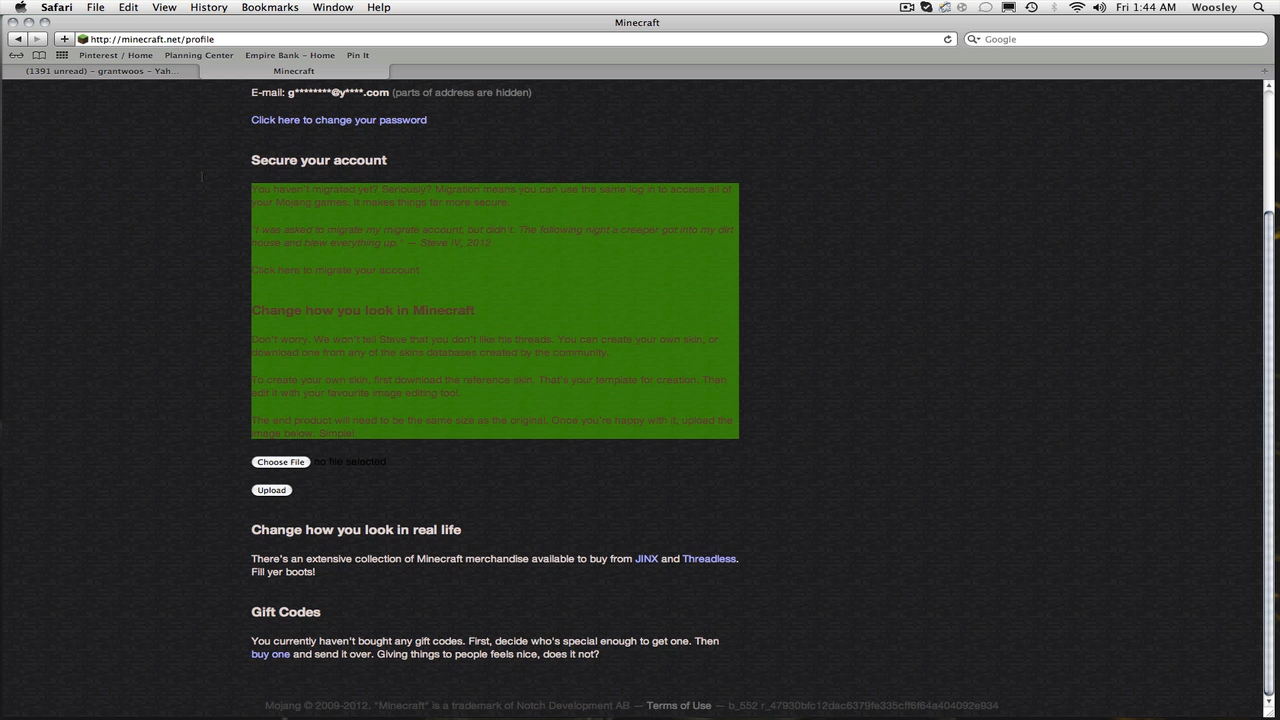 Safari File Edit View History Bookmarks Window Help Fri 1:44 AM Woosley
Minecraft
http://minecraft.net/profile Google
Pinterest / Home Planning Center Empire Bank - Home Pin It
(1391 unread) - grantwoos - Yah... Minecraft
E-mail: g********@y****.com (parts of address are hidden)
Click here to change your password
Secure your account
You haven't migrated yet? Seriously? Migration means you can use the same log in to access all of
your Mojang games. It makes things far more secure.
"I was asked to migrate my migrate account, but didn't. The following night a creeper got into my dirt
house and blew everything up." — Steve IV, 2012
Click here to migrate your account
Change how you look in Minecraft
Don't worry. We won't tell Steve that you don't like his threads. You can create your own skin, or
download one from any of the skins databases created by the community.
To create your own skin, first download the reference skin. That's your template for creation. Then
edit it with your favourite image editing tool.
The end product will need to be the same size as the original. Once you're happy with it, upload the
image below. Simple!
Choose File no file selected
Upload
Change how you look in real life
There's an extensive collection of Minecraft merchandise available to buy from JINX and Threadless.
Fill yer boots!
Gift Codes
You currently haven't bought any gift codes. First, decide who's special enough to get one. Then
buy one and send it over. Giving things to people feels nice, does it not?
Mojang © 2009-2012. "Minecraft" is a trademark of Notch Development AB — Terms of Use — b_552 r_47930bfc12dac6379fe335cff6f64a404092e934